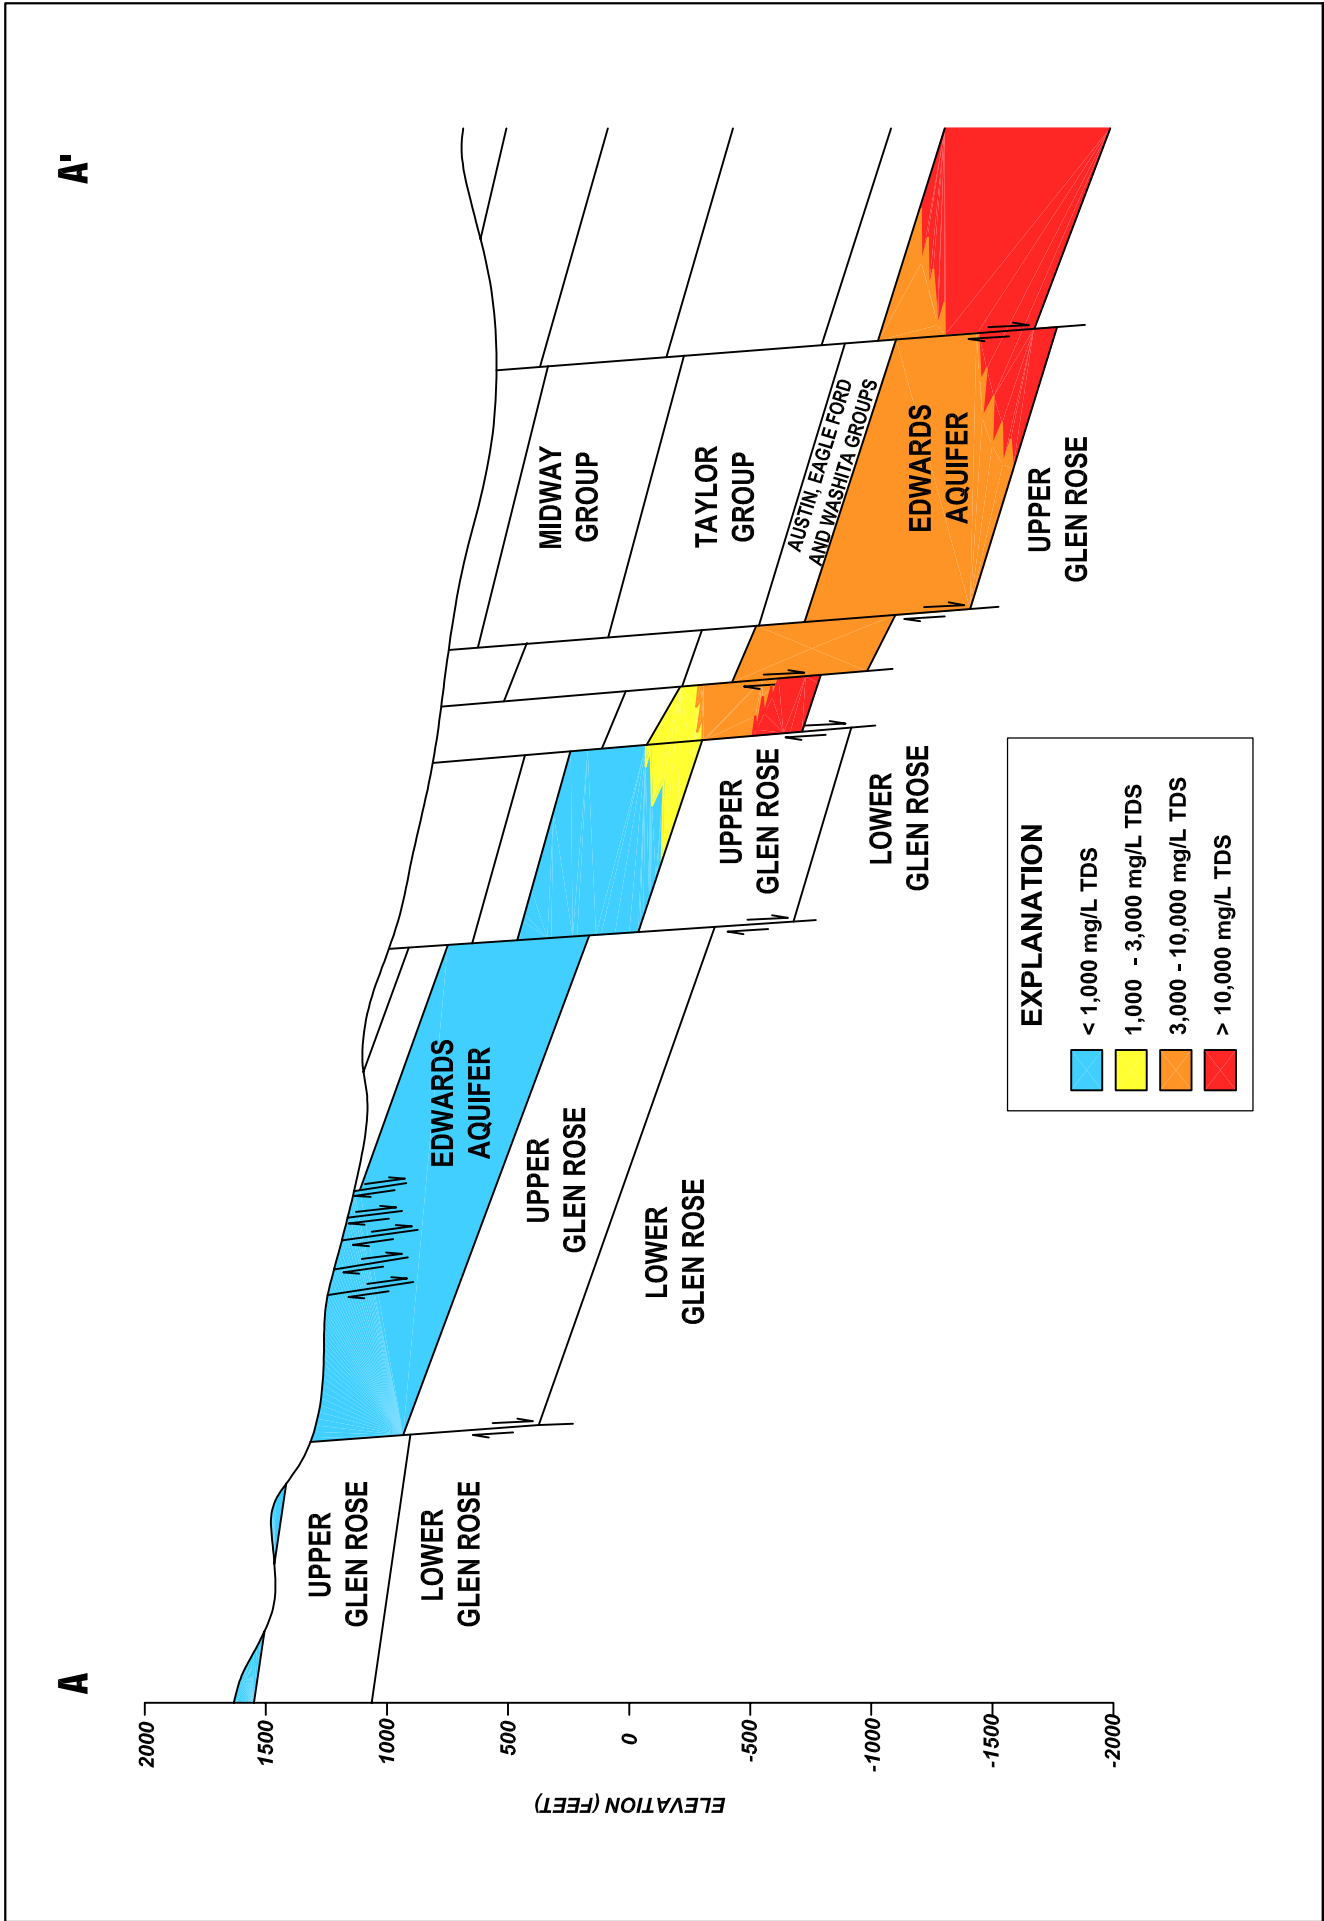 A
A'
2000
1500
1000
500
0
-500
-1000
-1500
-2000
ELEVATION (FEET)
UPPER
GLEN ROSE
LOWER
GLEN ROSE
EDWARDS
AQUIFER
UPPER
GLEN ROSE
LOWER
GLEN ROSE
UPPER
GLEN ROSE
LOWER
GLEN ROSE
MIDWAY
GROUP
TAYLOR
GROUP
AUSTIN, EAGLE FORD
AND WASHITA GROUPS
EDWARDS
AQUIFER
UPPER
GLEN ROSE
EXPLANATION
< 1,000 mg/L TDS
1,000 - 3,000 mg/L TDS
3,000 - 10,000 mg/L TDS
> 10,000 mg/L TDS